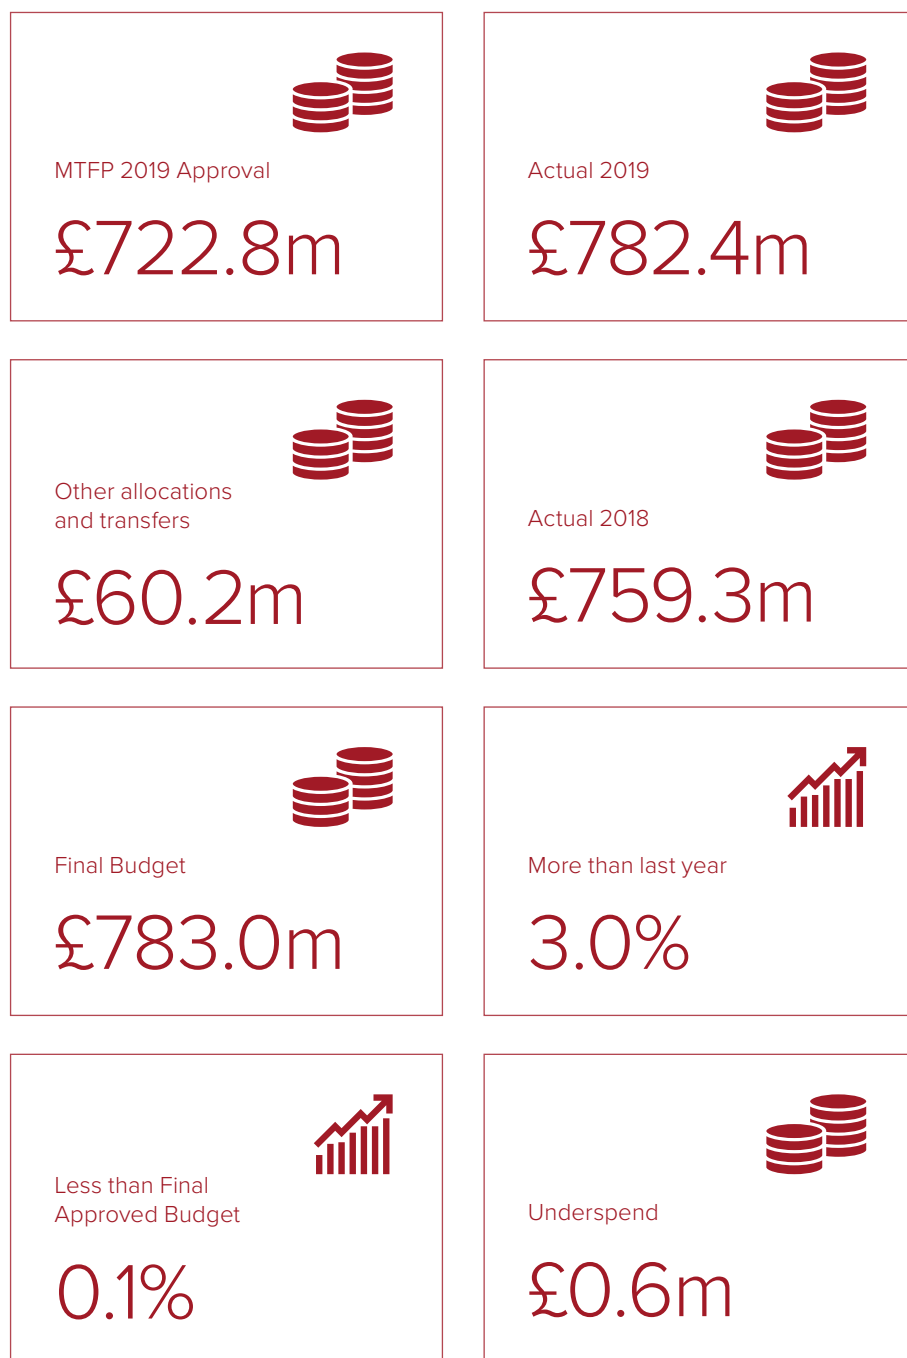 MTFP 2019 Approval
£722.8m
Actual 2019
£782.4m
Other allocations
and transfers
£60.2m
Actual 2018
£759.3m
Final Budget
£783.0m
More than last year
3.0%
Less than Final
Approved Budget
0.1%
Underspend
£0.6m